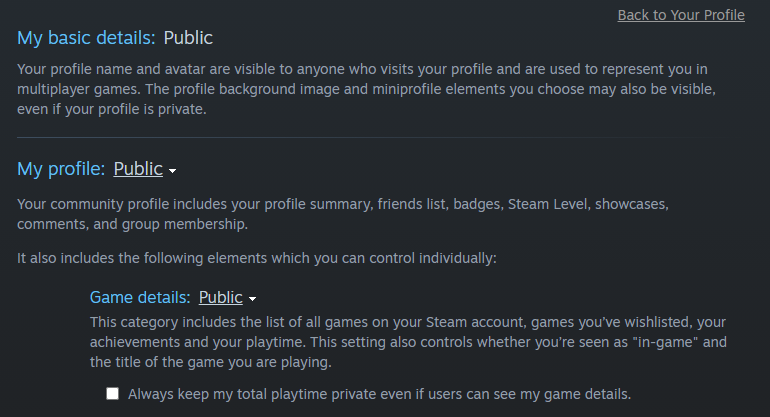 Back to Your Profile
My basic details: Public
Your profile name and avatar are visible to anyone who visits your profile and are used to represent you in
multiplayer games. The profile background image and miniprofile elements you choose may also be visible,
even if your profile is private.
My profile: Public
Your community profile includes your profile summary, friends list, badges, Steam Level, showcases,
comments, and group membership.
It also includes the following elements which you can control individually:
Game details: Public
This category includes the list of all games on your Steam account, games you've wishlisted, your
achievements and your playtime. This setting also controls whether you're seen as "in-game" and
the title of the game you are playing.
Always keep my total playtime private even if users can see my game details.